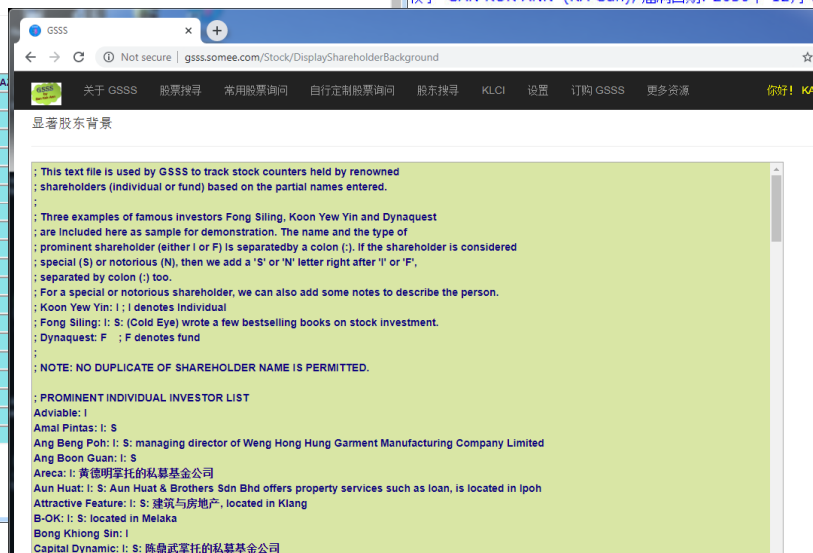 GSSS
Not secure | gsss.somee.com/Stock/DisplayShareholderBackground
GSSS
关于 GSSS 股票搜寻 常用股票询问 自行定制股票询问 股东搜寻 KLCI 设置 订购 GSSS 更多资源 你好！ KA
显著股东背景
; This text file is used by GSSS to track stock counters held by renowned
; shareholders (individual or fund) based on the partial names entered.
;
; Three examples of famous investors Fong Siling, Koon Yew Yin and Dynaquest
; are Included here as sample for demonstration. The name and the type of
; prominent shareholder (either I or F) Is separatedby a colon (:). If the shareholder is considered
; special (S) or notorious (N), then we add a 'S' or 'N' letter right after 'I' or 'F',
; separated by colon (:) too.
; For a special or notorious shareholder, we can also add some notes to describe the person.
; Koon Yew Yin: I ; I denotes Individual
; Fong Siling: I: S: (Cold Eye) wrote a few bestselling books on stock investment.
; Dynaquest: F ; F denotes fund
;
; NOTE: NO DUPLICATE OF SHAREHOLDER NAME IS PERMITTED.
; PROMINENT INDIVIDUAL INVESTOR LIST
Adviable: I
Amal Pintas: I: S
Ang Beng Poh: I: S: managing director of Weng Hong Hung Garment Manufacturing Company Limited
Ang Boon Guan: I: S
Areca: I: 黄德明掌托的私募基金公司
Aun Huat: I: S: Aun Huat & Brothers Sdn Bhd offers property services such as loan, is located in Ipoh
Attractive Feature: I: S: 建筑与房地产, located in Klang
B-OK: I: S: located in Melaka
Bong Khiong Sin: I
Capital Dynamic: I: S: 陈鼎武掌托的私募基金公司